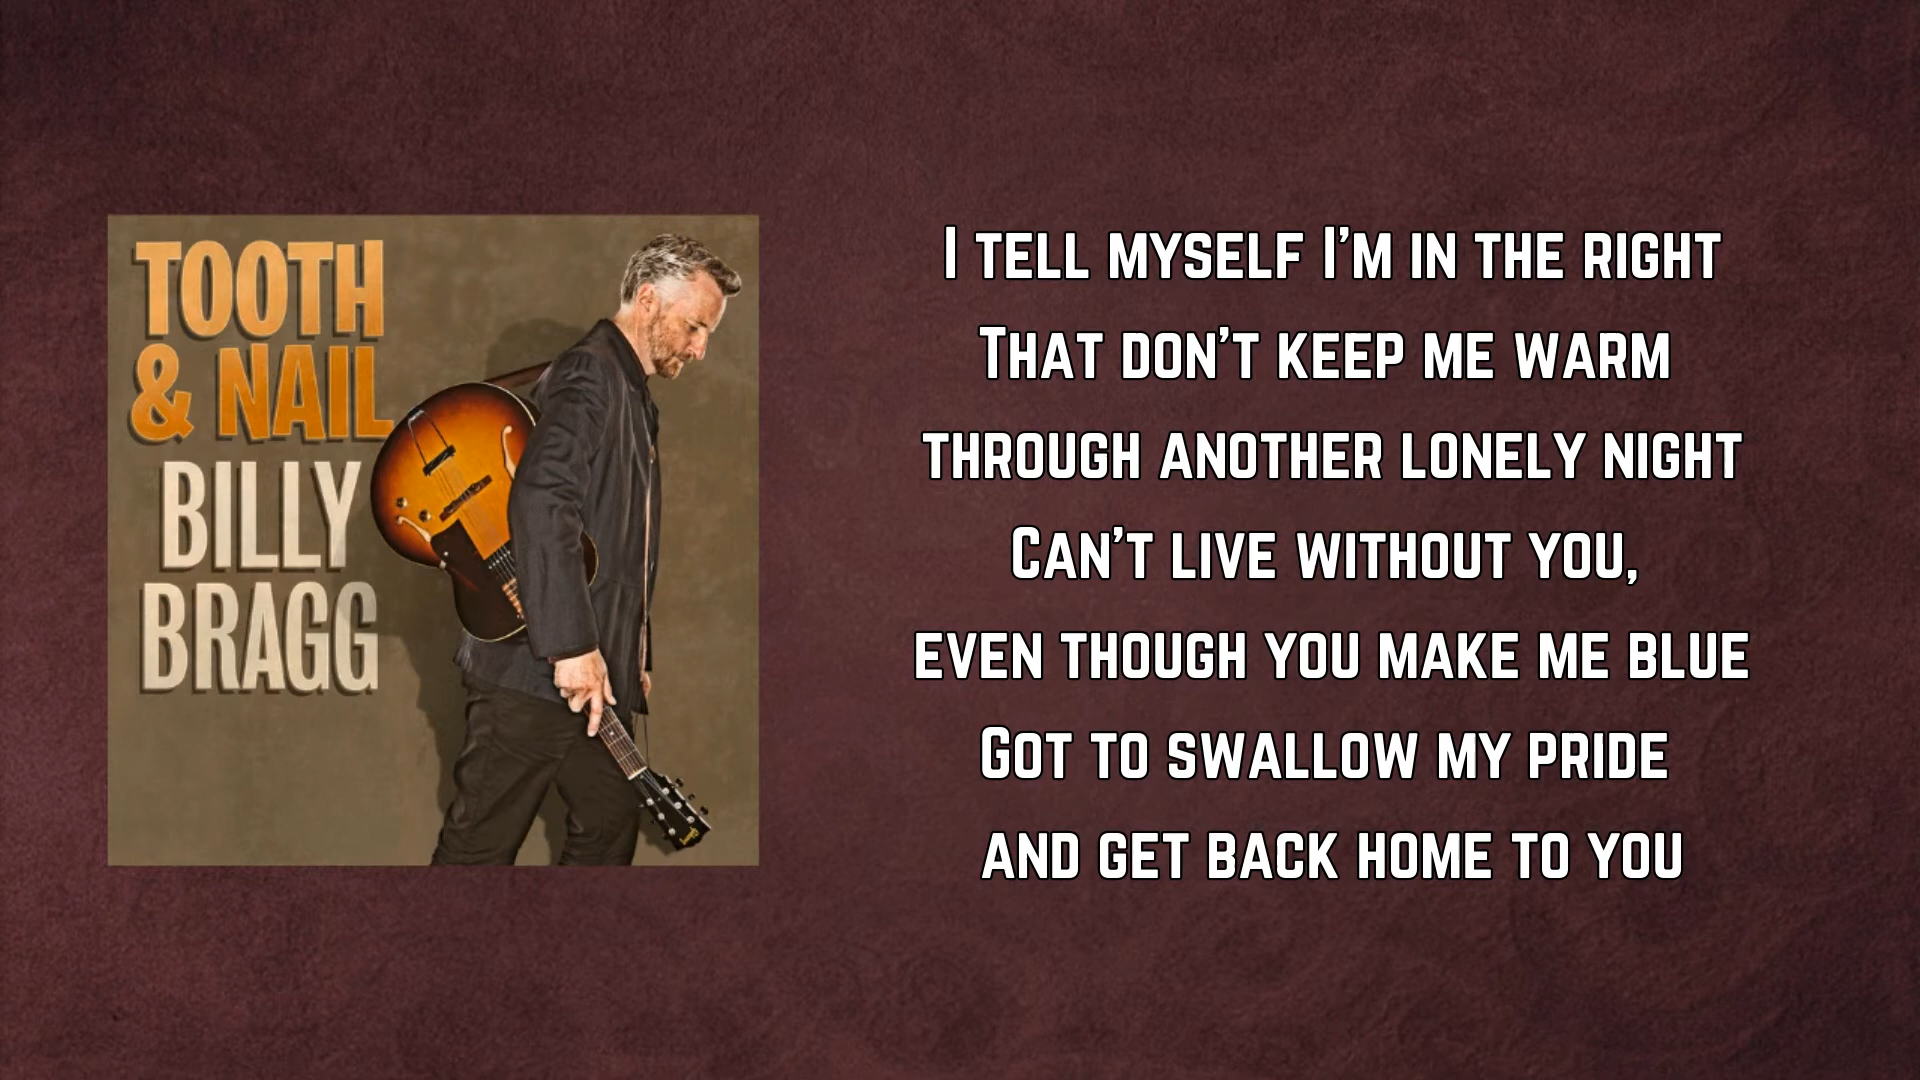 TOOTH
& NAIL
BILLY
BRAGG
I TELL MYSELF I'M IN THE RIGHT
THAT DON'T KEEP ME WARM
THROUGH ANOTHER LONELY NIGHT
CAN'T LIVE WITHOUT YOU,
EVEN THOUGH YOU MAKE ME BLUE
GOT TO SWALLOW MY PRIDE
AND GET BACK HOME TO YOU